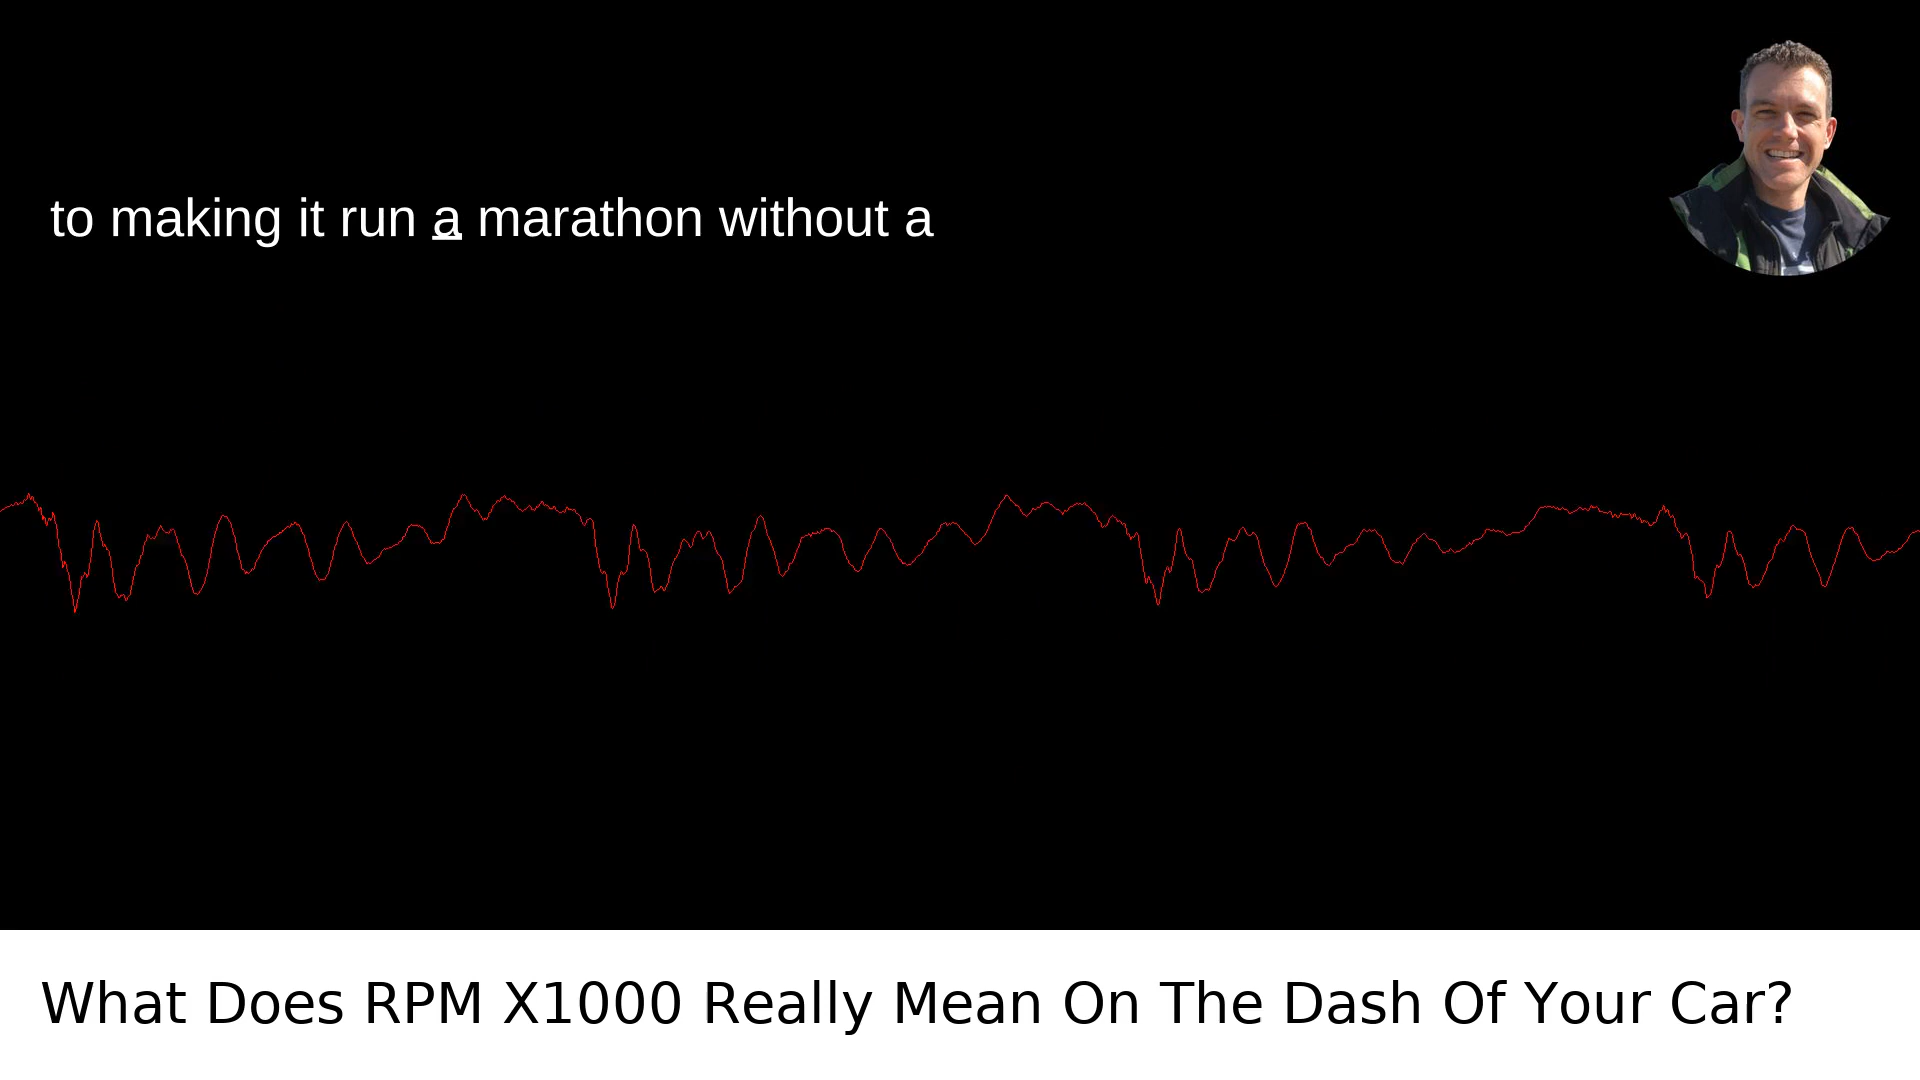 to making it run a marathon without a
What Does RPM X1000 Really Mean On The Dash Of Your Car?